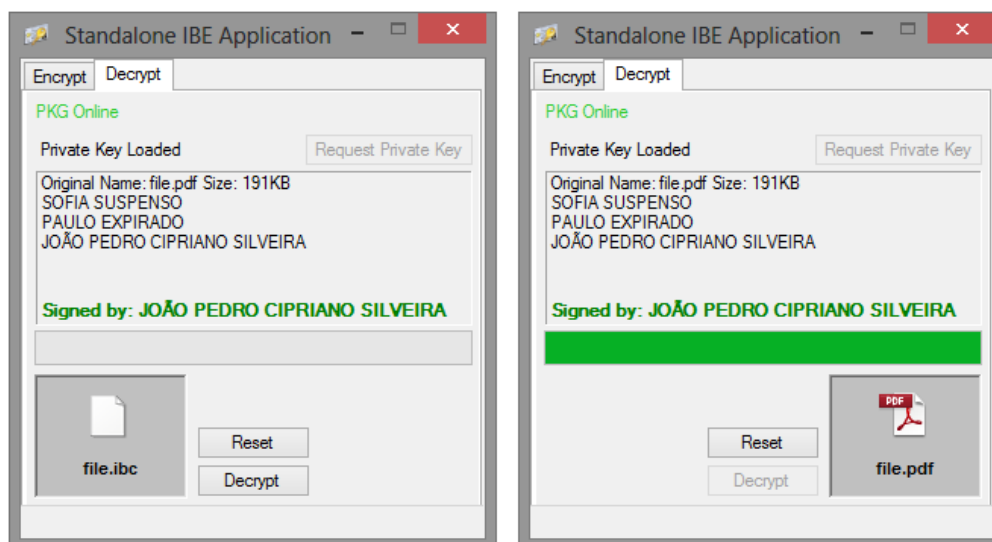 Standalone IBE Application
Encrypt Decrypt
PKG Online
Private Key Loaded Request Private Key
Original Name: file.pdf Size: 191KB
SOFIA SUSPENSO
PAULO EXPIRADO
JOÃO PEDRO CIPRIANO SILVEIRA
Signed by: JOÃO PEDRO CIPRIANO SILVEIRA
file.ibc
Reset
Decrypt
Standalone IBE Application
Encrypt Decrypt
PKG Online
Private Key Loaded Request Private Key
Original Name: file.pdf Size: 191KB
SOFIA SUSPENSO
PAULO EXPIRADO
JOÃO PEDRO CIPRIANO SILVEIRA
Signed by: JOÃO PEDRO CIPRIANO SILVEIRA
Reset
Decrypt
PDF
file.pdf